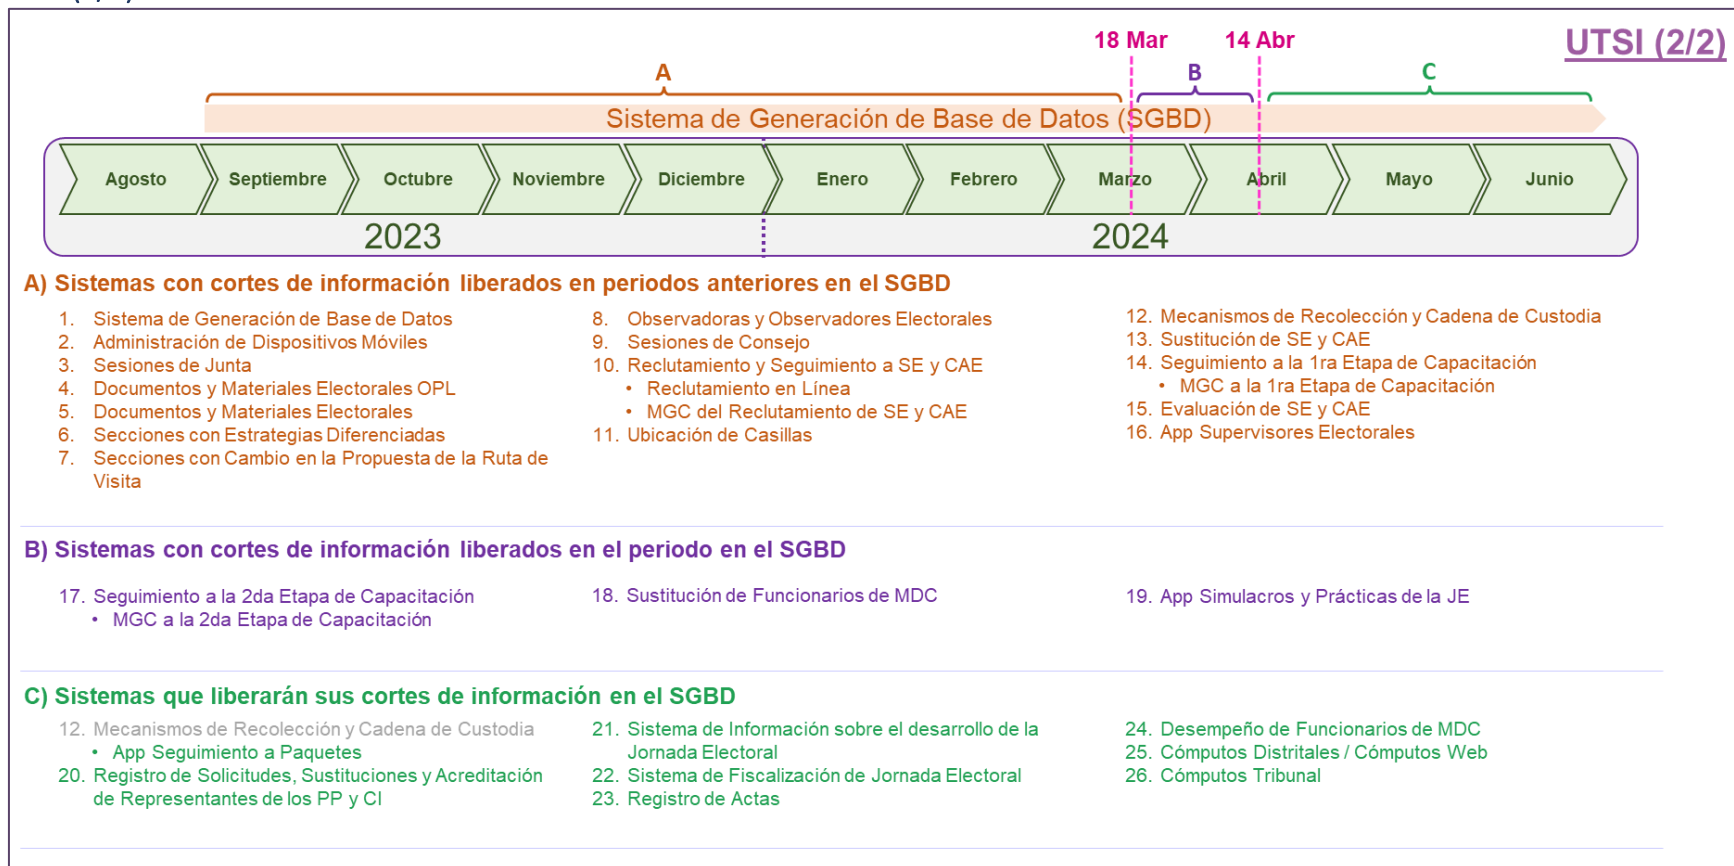 18 Mar
14 Abr
UTSI (2/2)
A
B
C
Sistema de Generación de Base de Datos (SGBD)
Agosto
Septiembre
Octubre
Noviembre
Diciembre
Enero
Febrero
Marzo
Abril
Mayo
Junio
2023
2024
A) Sistemas con cortes de información liberados en periodos anteriores en el SGBD
1. Sistema de Generación de Base de Datos
2. Administración de Dispositivos Móviles
3. Sesiones de Junta
4. Documentos y Materiales Electorales OPL
5. Documentos y Materiales Electorales
6. Secciones con Estrategias Diferenciadas
7. Secciones con Cambio en la Propuesta de la Ruta de
Visita
8. Observadoras y Observadores Electorales
9. Sesiones de Consejo
10. Reclutamiento y Seguimiento a SE y CAE
• Reclutamiento en Línea
• MGC del Reclutamiento de SE y CAE
11. Ubicación de Casillas
12. Mecanismos de Recolección y Cadena de Custodia
13. Sustitución de SE y CAE
14. Seguimiento a la 1ra Etapa de Capacitación
• MGC a la 1ra Etapa de Capacitación
15. Evaluación de SE y CAE
16. App Supervisores Electorales
B) Sistemas con cortes de información liberados en el periodo en el SGBD
17. Seguimiento a la 2da Etapa de Capacitación
• MGC a la 2da Etapa de Capacitación
18. Sustitución de Funcionarios de MDC
19. App Simulacros y Prácticas de la JE
C) Sistemas que liberarán sus cortes de información en el SGBD
12. Mecanismos de Recolección y Cadena de Custodia
• App Seguimiento a Paquetes
20. Registro de Solicitudes, Sustituciones y Acreditación
de Representantes de los PP y CI
21. Sistema de Información sobre el desarrollo de la
Jornada Electoral
22. Sistema de Fiscalización de Jornada Electoral
23. Registro de Actas
24. Desempeño de Funcionarios de MDC
25. Cómputos Distritales / Cómputos Web
26. Cómputos Tribunal